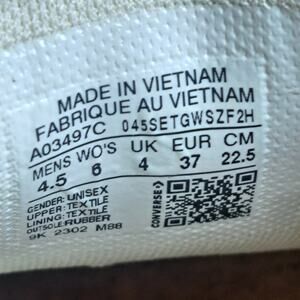 MADE IN VIETNAM
FABRIQUE AU VIETNAM
A03497C 045SETGWSZF2H
MENS WO'S UK EUR CM
4.5 6 4 37 22.5
GENDER: UNISEX
UPPER: TEXTILE
LINING: TEXTILE
OUTSOLE: RUBBER
9K 2302 M88
CONVERSE